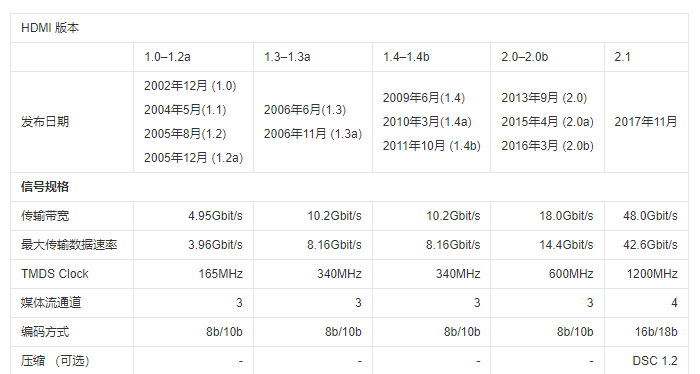 HDMI 版本
1.0–1.2a 1.3–1.3a 1.4–1.4b 2.0–2.0b 2.1
发布日期
2002年12月 (1.0)
2004年5月(1.1)
2005年8月(1.2)
2005年12月 (1.2a)
2006年6月(1.3)
2006年11月 (1.3a)
2009年6月(1.4)
2010年3月(1.4a)
2011年10月 (1.4b)
2013年9月 (2.0)
2015年4月 (2.0a)
2016年3月 (2.0b)
2017年11月
信号规格
传输带宽 4.95Gbit/s 10.2Gbit/s 10.2Gbit/s 18.0Gbit/s 48.0Gbit/s
最大传输数据速率 3.96Gbit/s 8.16Gbit/s 8.16Gbit/s 14.4Gbit/s 42.6Gbit/s
TMDS Clock 165MHz 340MHz 340MHz 600MHz 1200MHz
媒体流通道 3 3 3 3 4
编码方式 8b/10b 8b/10b 8b/10b 8b/10b 16b/18b
压缩 （可选） - - - - DSC 1.2